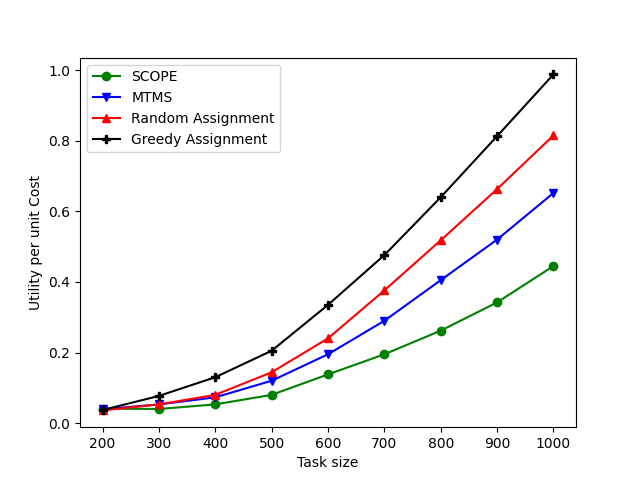 SCOPE
MTMS
Random Assignment
Greedy Assignment
Utility per unit Cost
1.0
0.8
0.6
0.4
0.2
0.0
200 300 400 500 600 700 800 900 1000
Task size